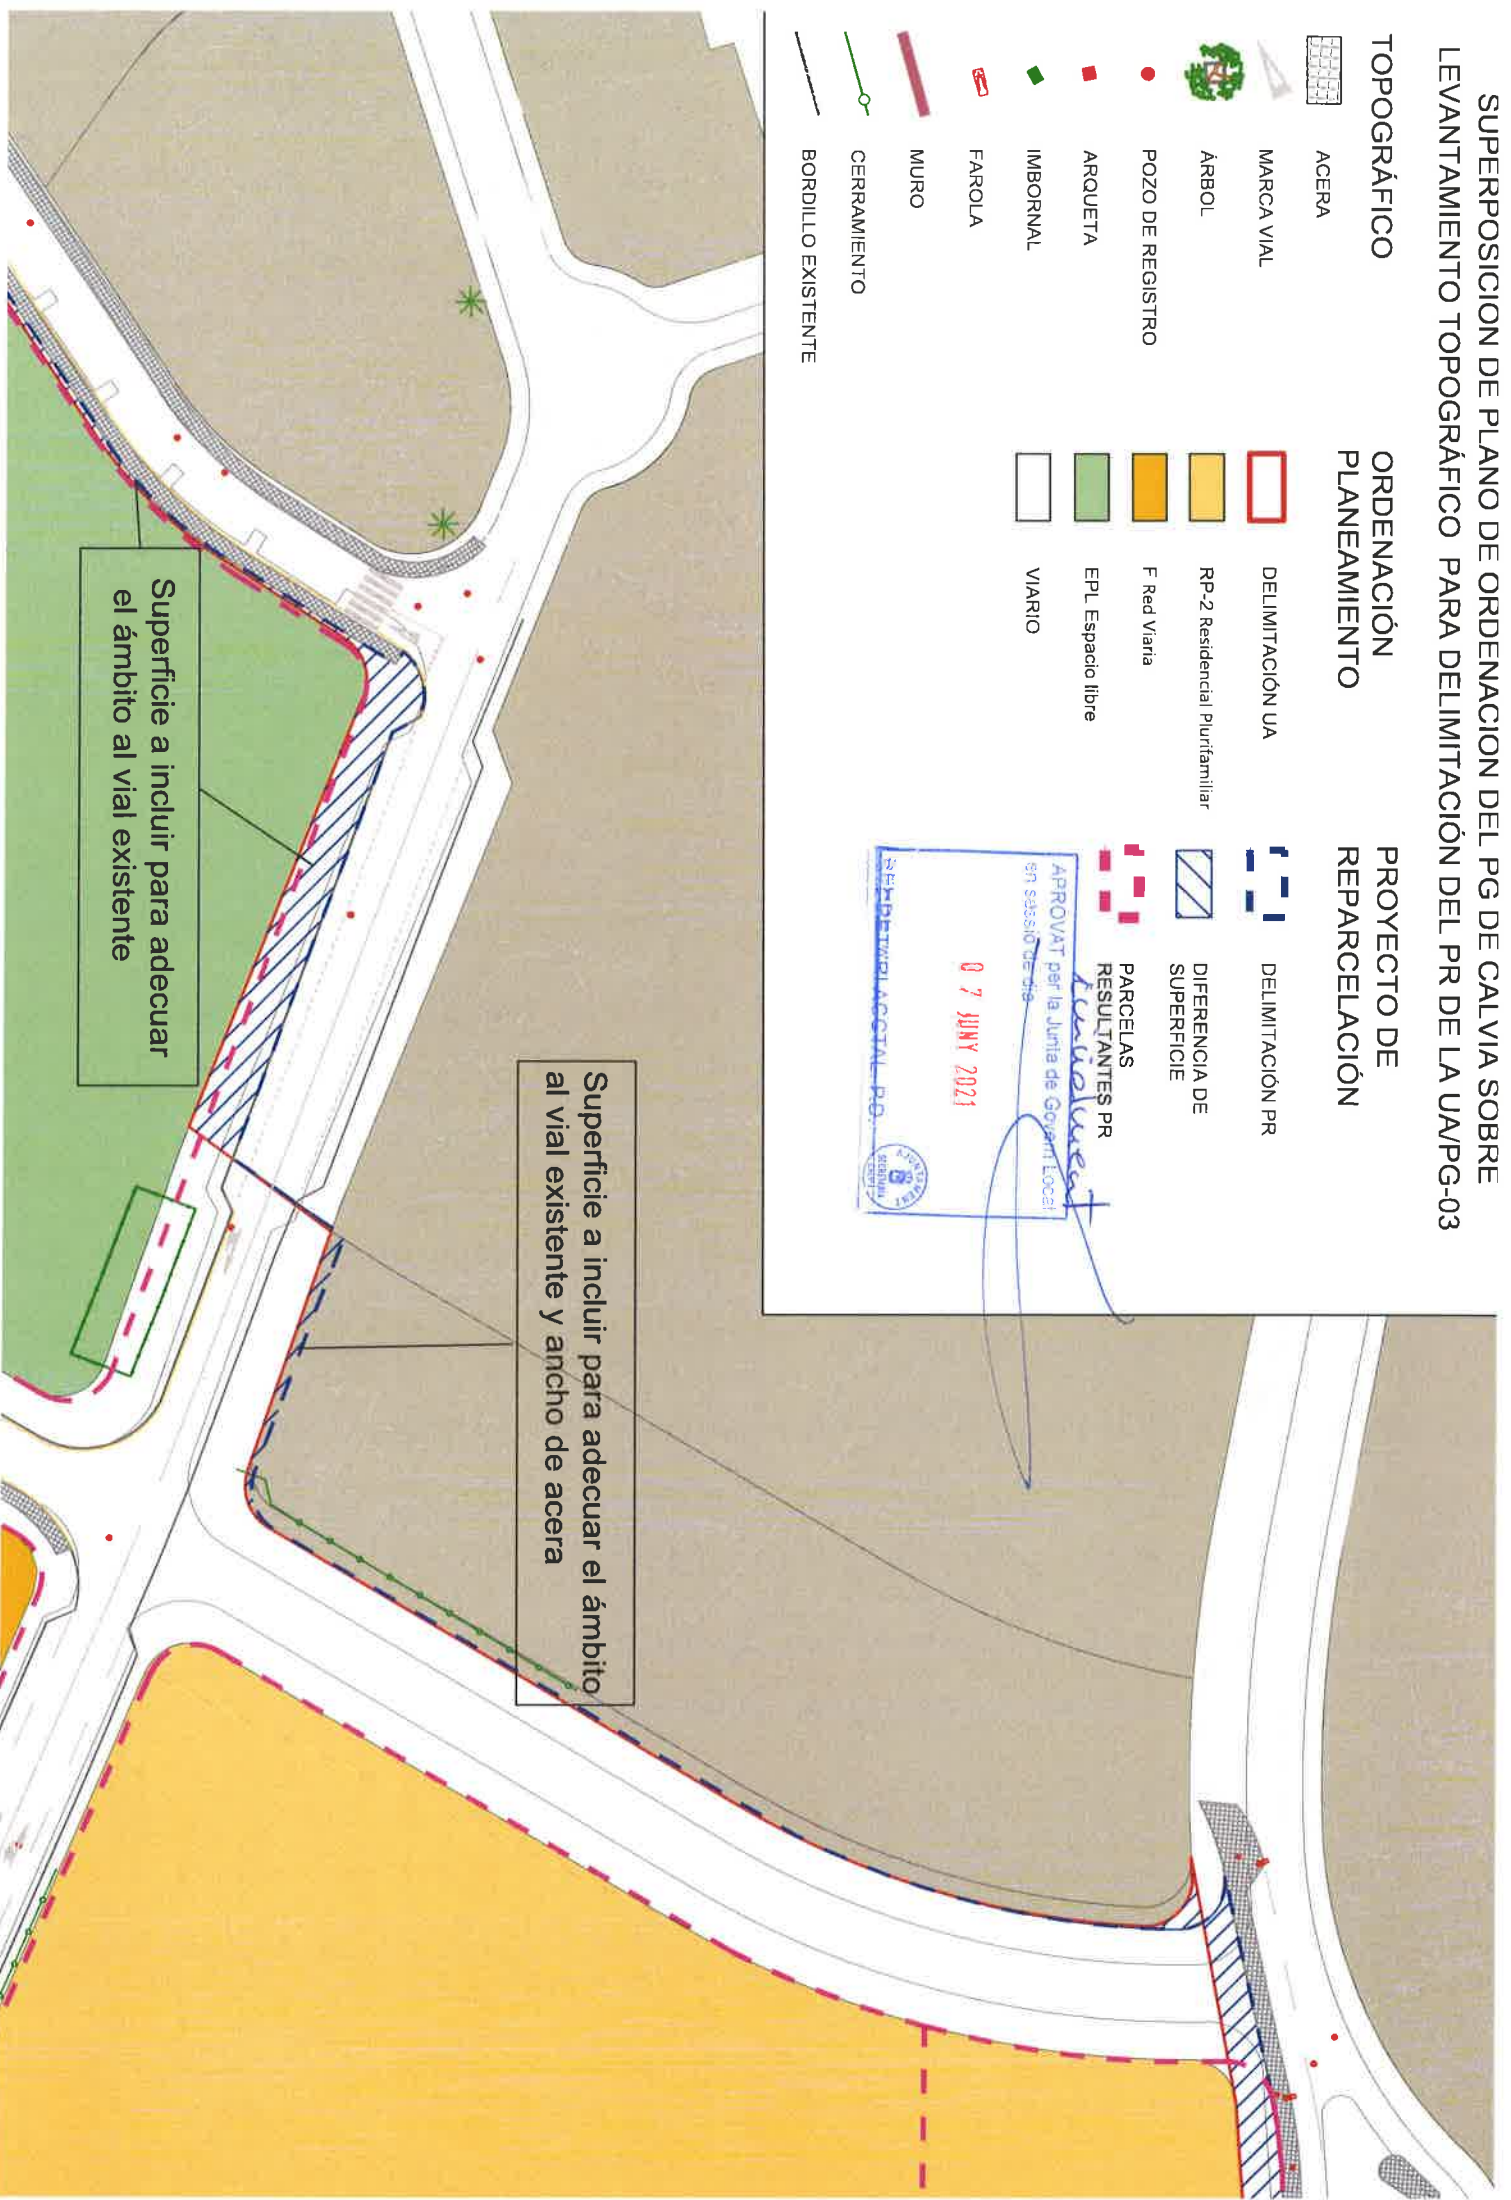 SUPERPOSICION DE PLANO DE ORDENACION DEL PG DE CALVIA SOBRE
LEVANTAMIENTO TOPOGRÁFICO PARA DELIMITACIÓN DEL PR DE LA UA/PG-03
TOPOGRÁFICO
ACERA
MARCA VIAL
ÁRBOL
POZO DE REGISTRO
ARQUETA
IMBORNAL
FAROLA
MURO
CERRAMIENTO
BORDILLO EXISTENTE
ORDENACIÓN
PLANEAMIENTO
DELIMITACIÓN UA
RP-2 Residencial Plurifamiliar
F Red Viaria
EPL Espacio libre
VIARIO
PROYECTO DE
REPARCELACIÓN
DELIMITACIÓN PR
DIFERENCIA DE
SUPERFICIE
PARCELAS
RESULTANTES PR
APROVAT per la Junta de Govern Local
en sessió de dia
07 JUNY 2021
ACCTAL. P.D.
AJUNTAMENT
Superficie a incluir para adecuar
el ámbito al vial existente
Superficie a incluir para adecuar el ámbito
al vial existente y ancho de acera